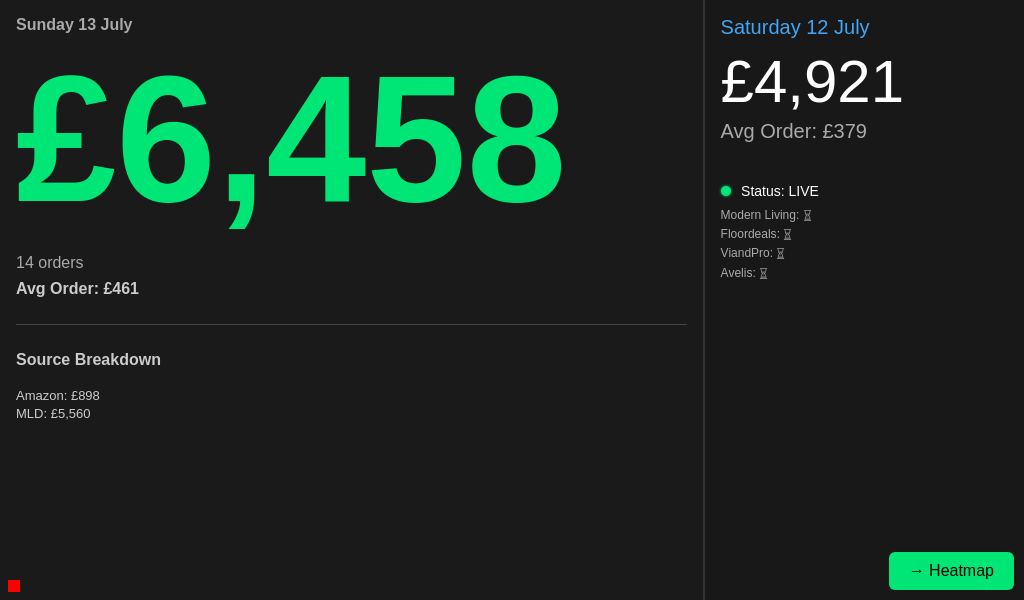 Sunday 13 July
£6,458
14 orders
Avg Order: £461
Source Breakdown
Amazon: £898
MLD: £5,560
Saturday 12 July
£4,921
Avg Order: £379
Status: LIVE
Modern Living: ⏳
Floordeals: ⏳
ViandPro: ⏳
Avelis: ⏳
→ Heatmap